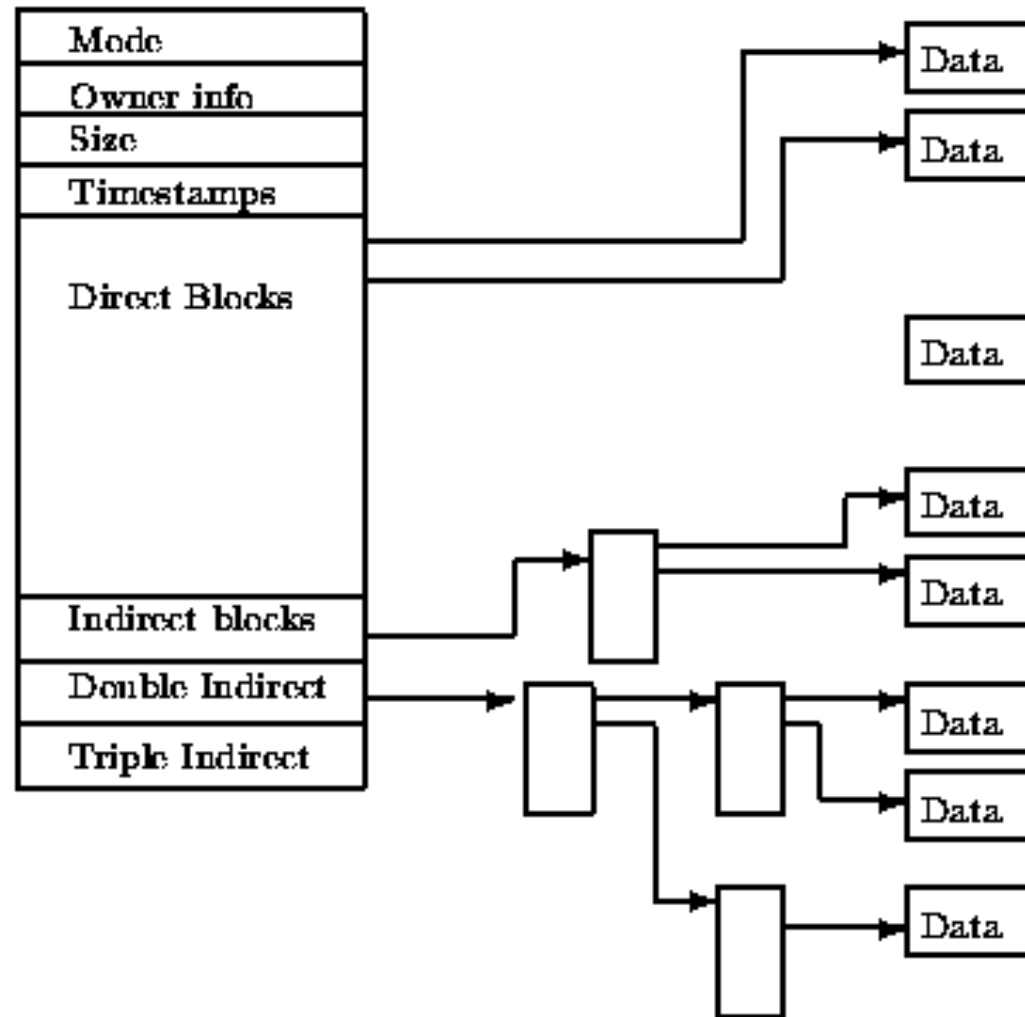 Mode
Owner info
Size
Timestamps
Direct Blocks
Indirect blocks
Double Indirect
Triple Indirect
Data
Data
Data
Data
Data
Data
Data
Data